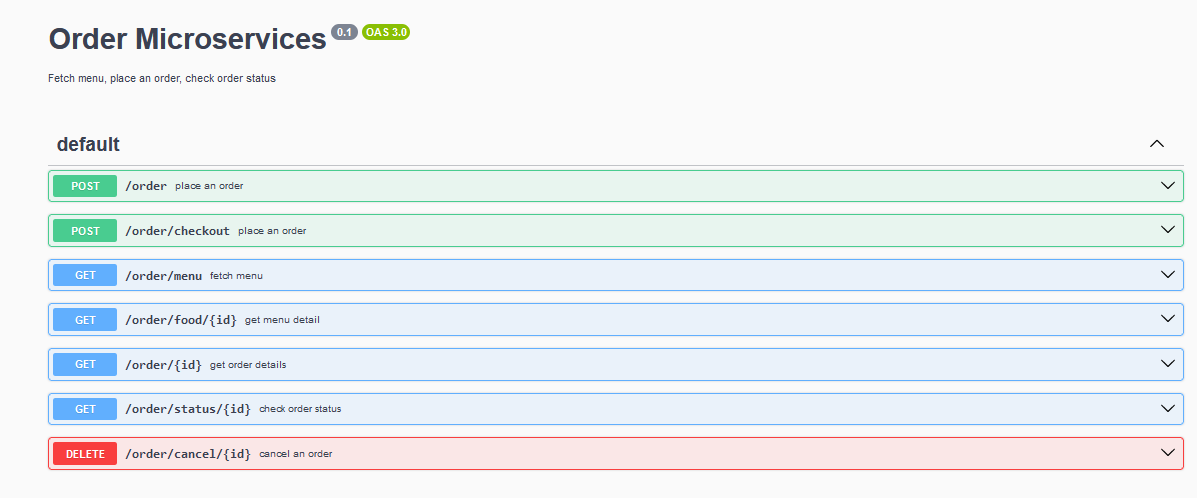 Order Microservices 0.1 OAS 3.0
Fetch menu, place an order, check order status
default
POST /order place an order
POST /order/checkout place an order
GET /order/menu fetch menu
GET /order/food/{id} get menu detail
GET /order/{id} get order details
GET /order/status/{id} check order status
DELETE /order/cancel/{id} cancel an order